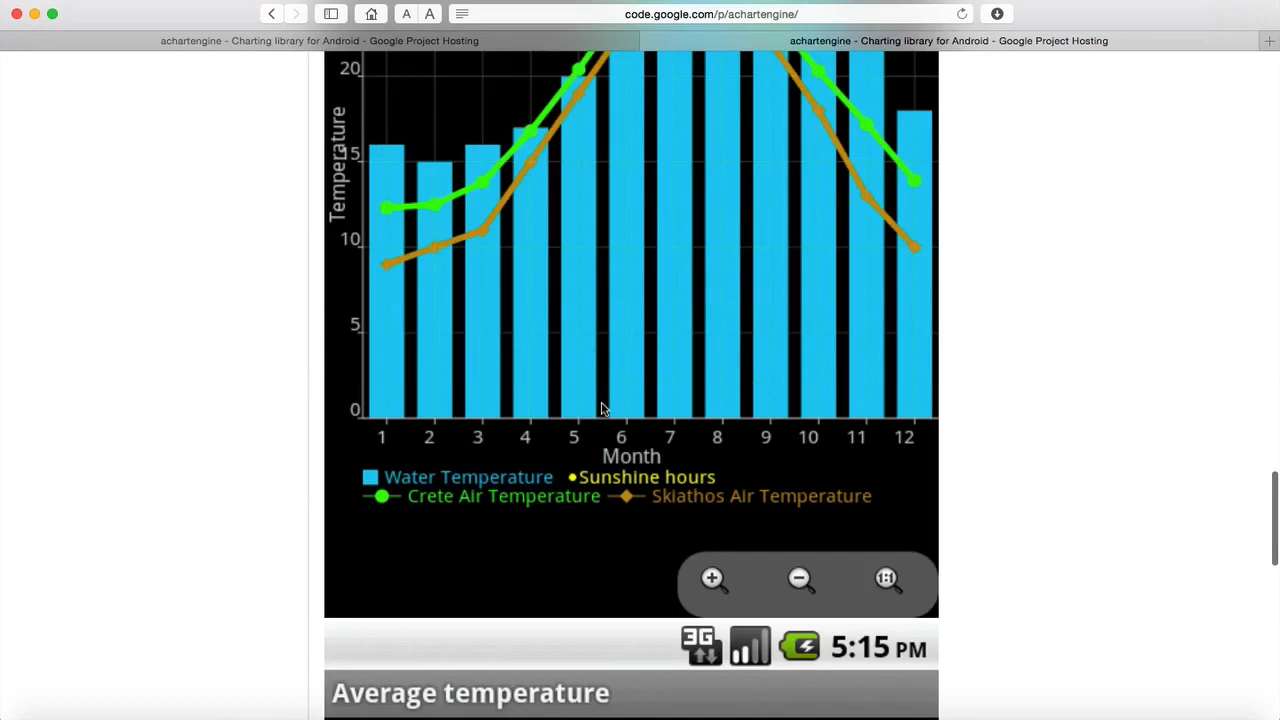 A A code.google.com/p/achartengine/
achartengine - Charting library for Android - Google Project Hosting achartengine - Charting library for Android - Google Project Hosting
20
15
Temperature
10
5
0
1 2 3 4 5 6 7 8 9 10 11 12
Month
Water Temperature Sunshine hours
Crete Air Temperature Skiathos Air Temperature
1:1
3G 5:15 PM
Average temperature